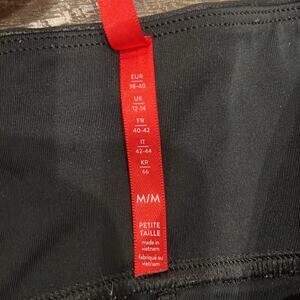 EUR
38-40
UK
12-14
FR
40-42
IT
42-44
KR
66
M/M
PETITE
TAILLE
made in
vietnam
fabriqué au
viêtnam